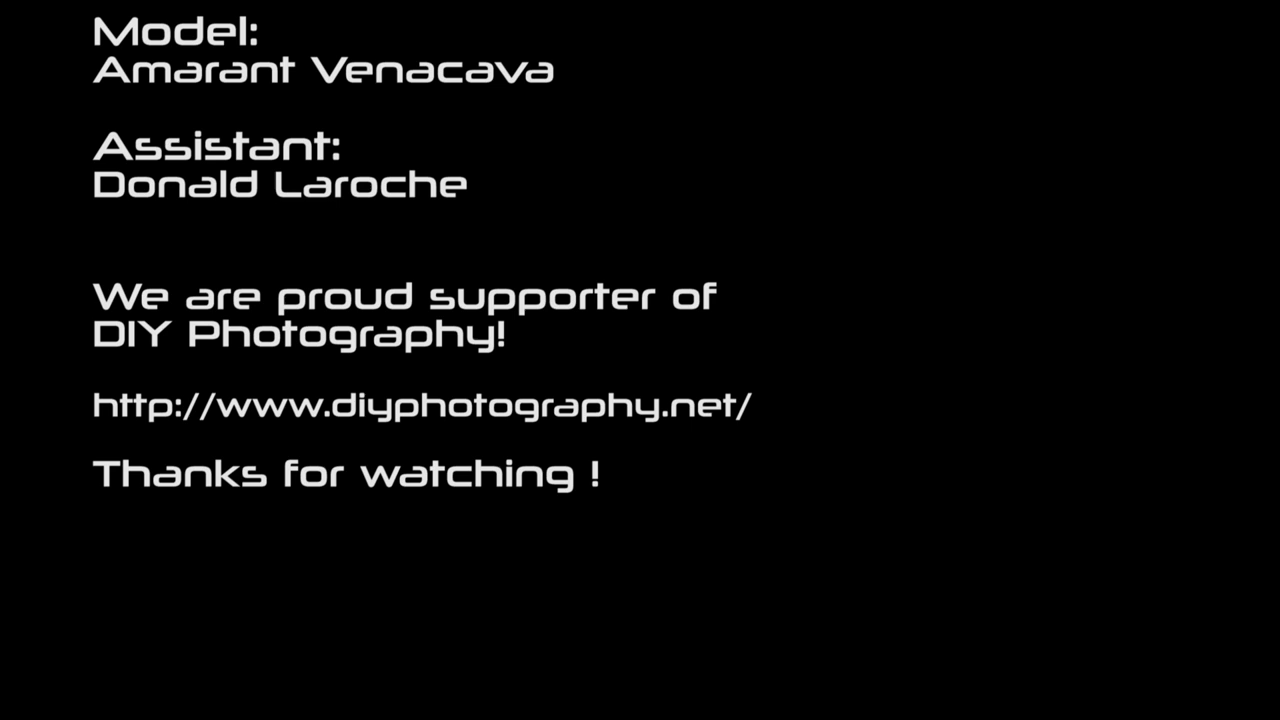 Model:
Amarant Venacava
Assistant:
Donald Laroche
We are proud supporter of
DIY Photography!
http://www.diyphotography.net/
Thanks for watching !